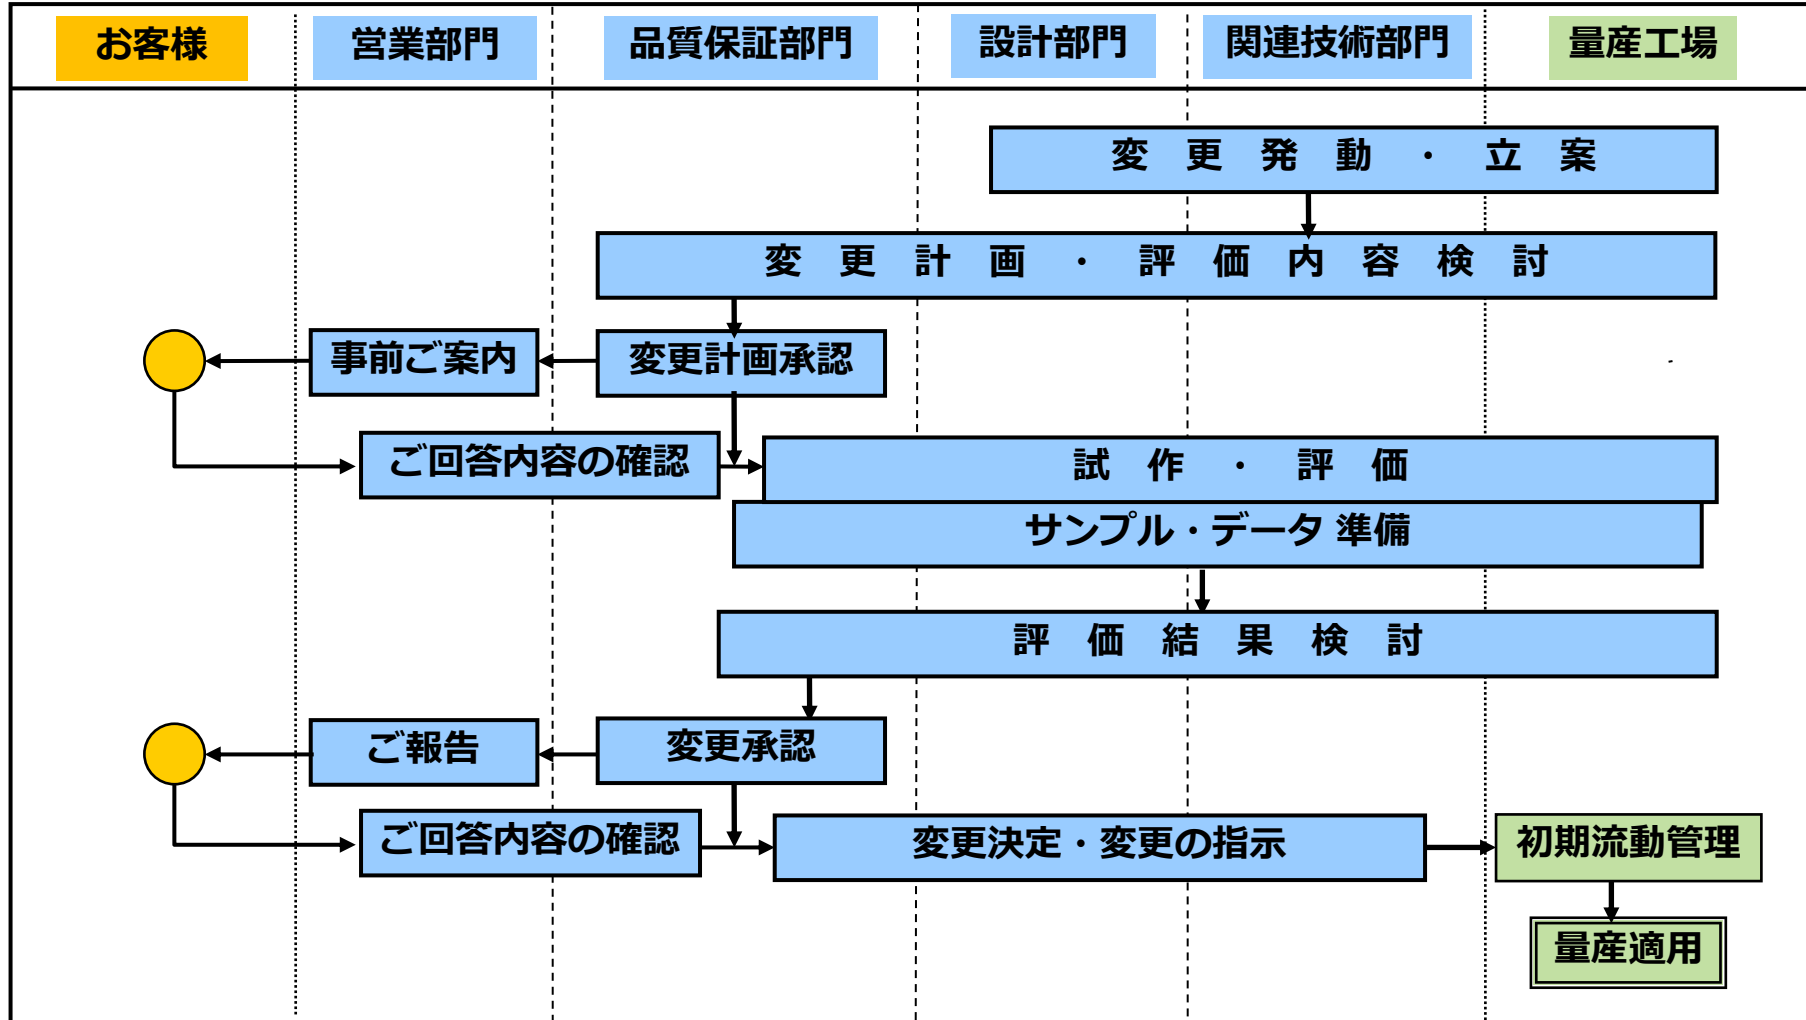 お客様
営業部門
品質保証部門
設計部門
関連技術部門
量産工場
変 更 発 動 ・ 立 案
変 更 計 画 ・ 評 価 内 容 検 討
事前ご案内
変更計画承認
ご回答内容の確認
試 作 ・ 評 価
サンプル・データ 準備
評 価 結 果 検 討
ご報告
変更承認
ご回答内容の確認
変更決定・変更の指示
初期流動管理
量産適用